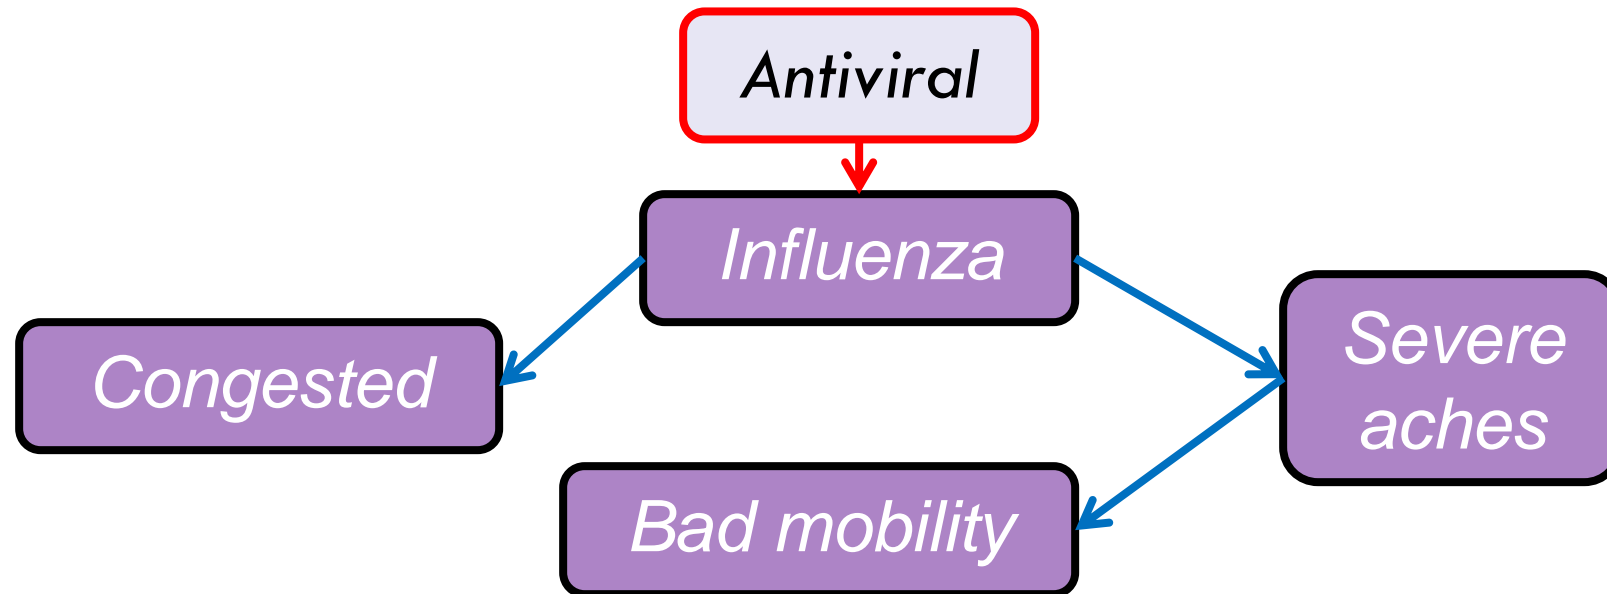 Antiviral
Influenza
Congested
Severe
aches
Bad mobility